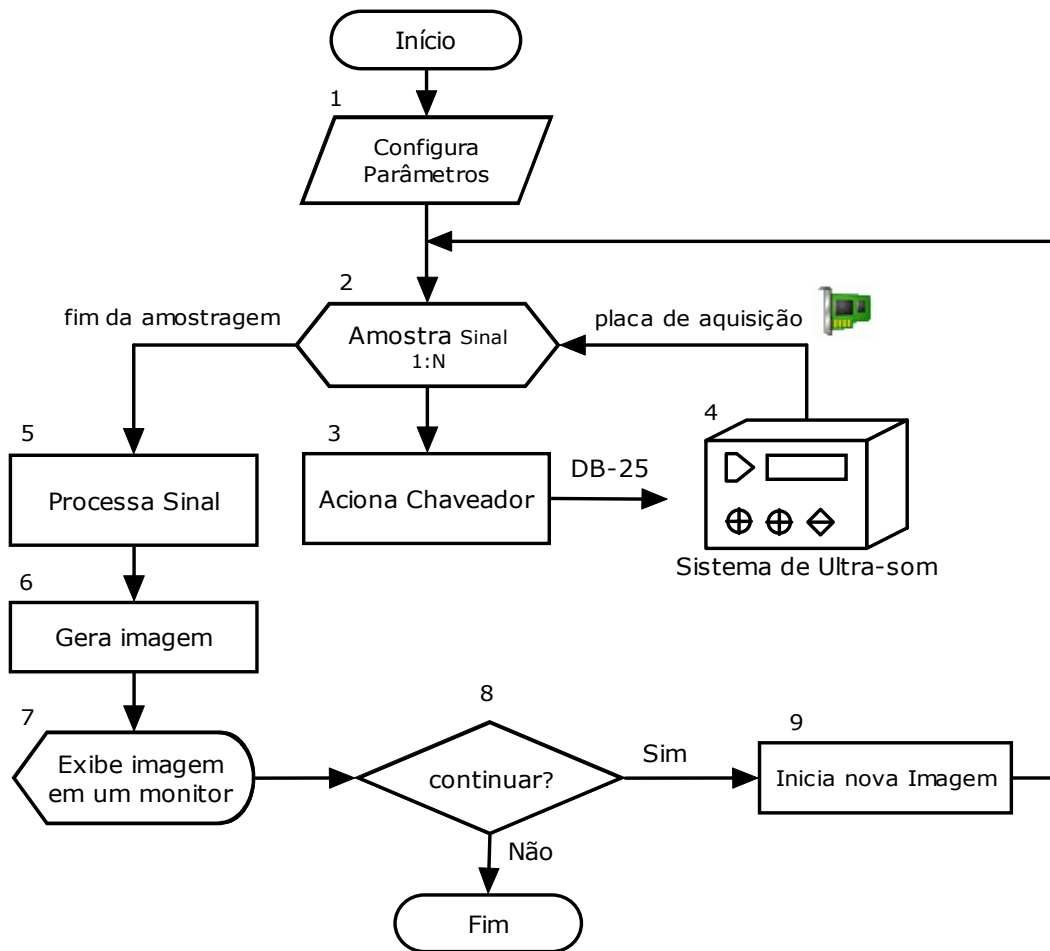 Início
1
Configura
Parâmetros
2
fim da amostragem
Amostra Sinal
1:N
placa de aquisição
3
Aciona Chaveador
DB-25
4
Sistema de Ultra-som
5
Processa Sinal
6
Gera imagem
7
Exibe imagem
em um monitor
8
continuar?
Sim
9
Inicia nova Imagem
Não
Fim